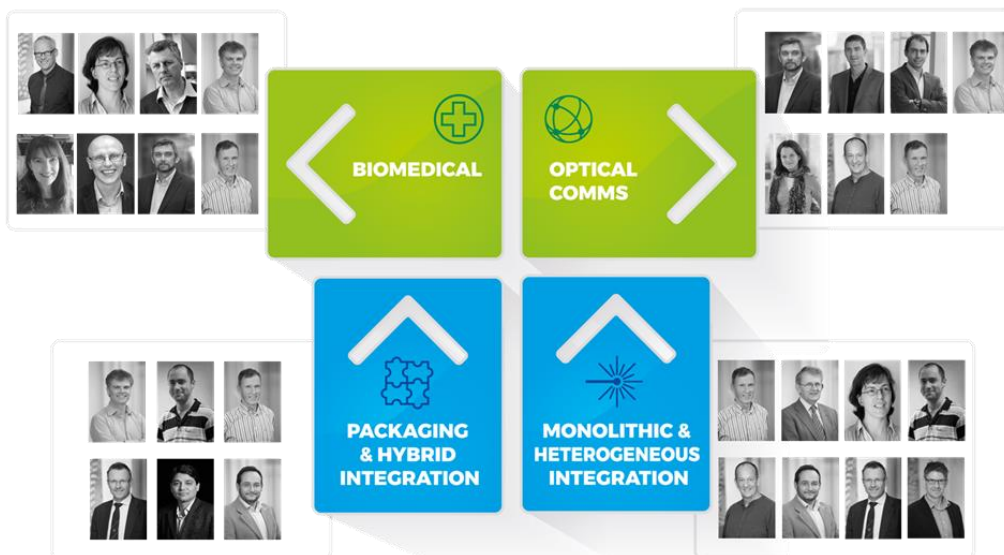 BIOMEDICAL
OPTICAL
COMMS
PACKAGING
& HYBRID
INTEGRATION
MONOLITHIC &
HETEROGENEOUS
INTEGRATION